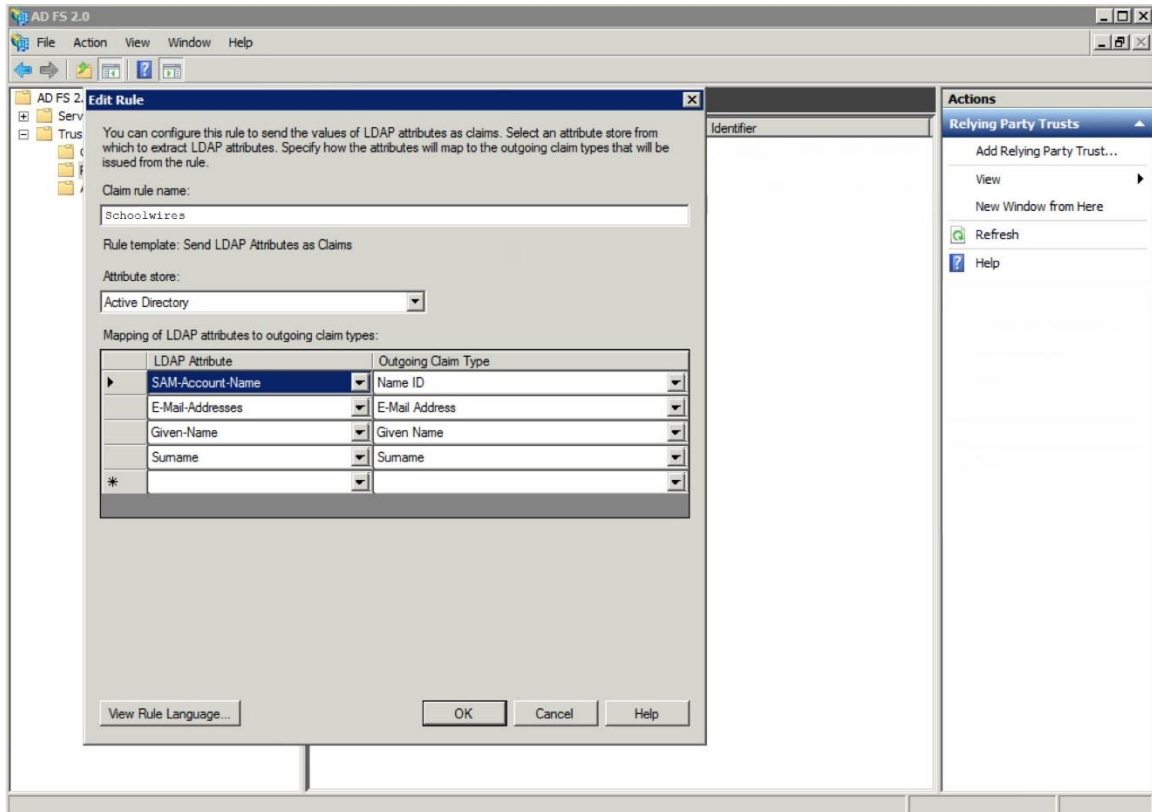 AD FS 2.0
File Action View Window Help
AD FS 2.
Serv
Trus
Edit Rule
You can configure this rule to send the values of LDAP attributes as claims. Select an attribute store from
which to extract LDAP attributes. Specify how the attributes will map to the outgoing claim types that will be
issued from the rule.
Claim rule name:
Schoolwires
Rule template: Send LDAP Attributes as Claims
Attribute store:
Active Directory
Mapping of LDAP attributes to outgoing claim types:
LDAP Attribute Outgoing Claim Type
SAM-Account-Name Name ID
E-Mail-Addresses E-Mail Address
Given-Name Given Name
Surname Surname
View Rule Language... OK Cancel Help
Identifier
Actions
Relying Party Trusts
Add Relying Party Trust...
View
New Window from Here
Refresh
Help